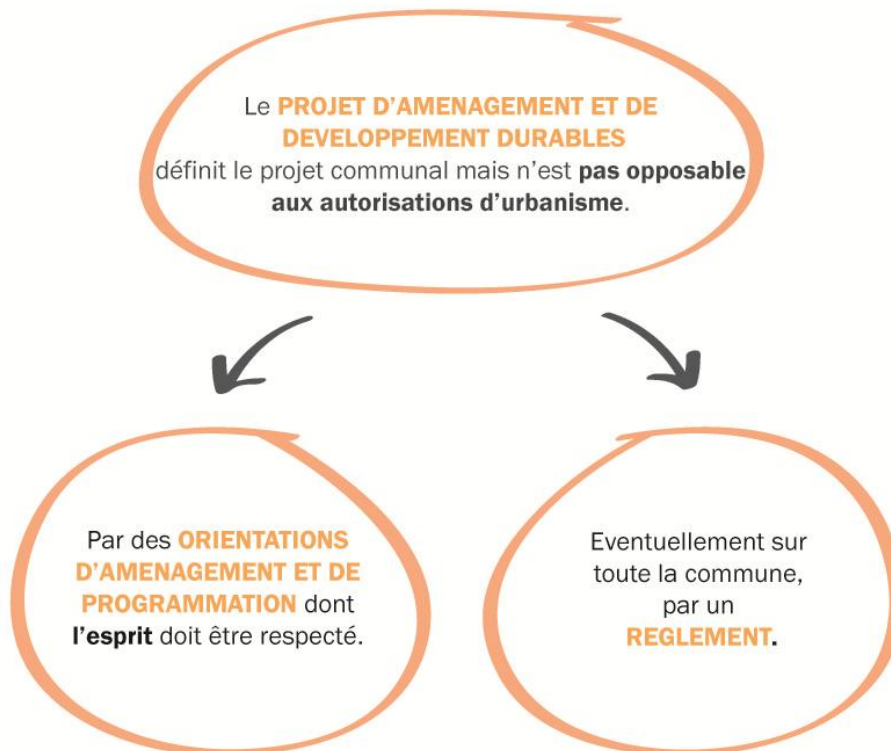 Le PROJET D'AMENAGEMENT ET DE
DEVELOPPEMENT DURABLES
définit le projet communal mais n'est pas opposable
aux autorisations d'urbanisme.
Par des ORIENTATIONS
D'AMENAGEMENT ET DE
PROGRAMMATION dont
l'esprit doit être respecté.
Eventuellement sur
toute la commune,
par un
REGLEMENT.